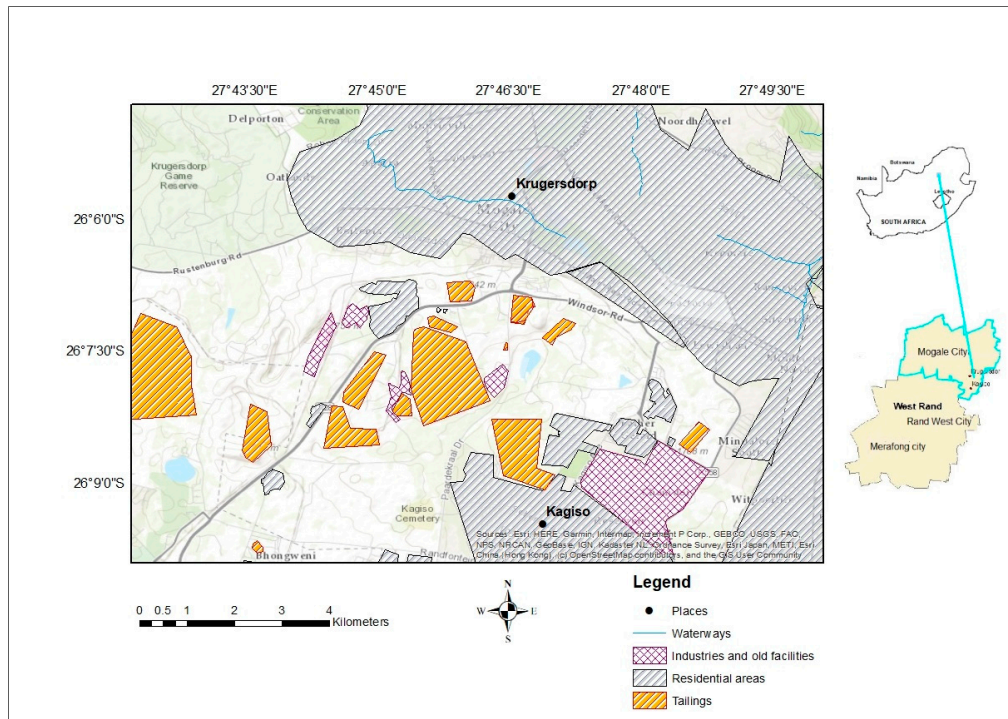 27°43'30"E 27°45'0"E 27°46'30"E 27°48'0"E 27°49'30"E
26°6'0"S
26°7'30"S
26°9'0"S
Delporton
Conservation
Area
Krugersdorp
Game
Reserve
Rustenburg Rd
Krugersdorp
Windsor-Rd
Paardekraal Dr
Kagiso
Cemetery
Kagiso
Bhongweni
Sources: Esri, HERE, Garmin, Intermap, Increment P Corp., GEBCO, USGS, FAO,
NPS, NRCAN, GeoBase, IGN, Kadaster NL, Ordnance Survey, Esri Japan, METI, Esri
China (Hong Kong), (c) OpenStreetMap contributors, and the GIS User Community
Botswana
Namibia
Lesotho
SOUTH AFRICA
Mogale City
Kagiso
West Rand
Rand West City
Merafong city
0 0.5 1 2 3 4
Kilometers
N
W E
S
Legend
Places
Waterways
Industries and old facilities
Residential areas
Tailings